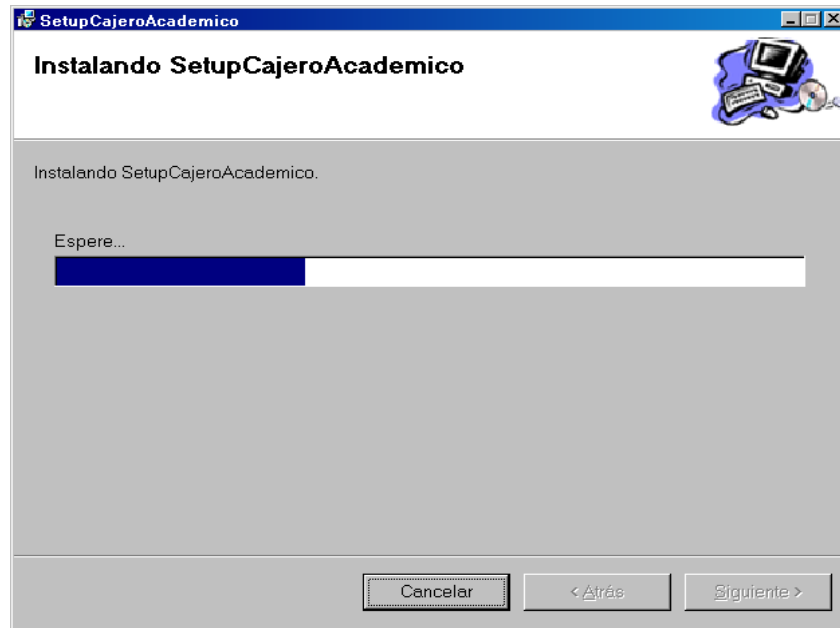 SetupCajeroAcademico
Instalando SetupCajeroAcademico
Instalando SetupCajeroAcademico.
Espere...
Cancelar
< Atrás
Siguiente >